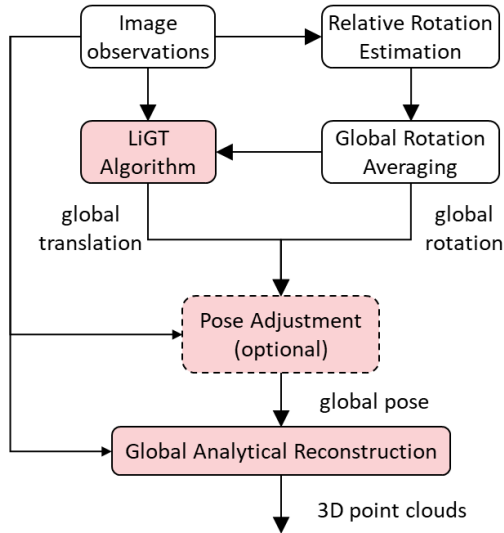 Image
observations
Relative Rotation
Estimation
LiGT
Algorithm
Global Rotation
Averaging
global
translation
global
rotation
Pose Adjustment
(optional)
global pose
Global Analytical Reconstruction
3D point clouds